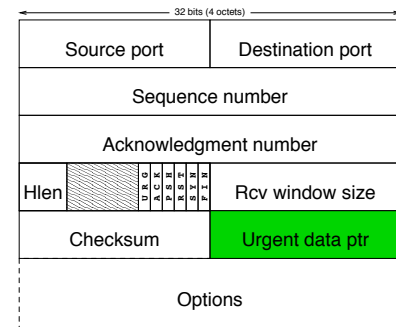 32 bits (4 octets)
Source port Destination port
Sequence number
Acknowledgment number
Hlen URG ACK PSH RST SYN FIN Rcv window size
Checksum Urgent data ptr
Options